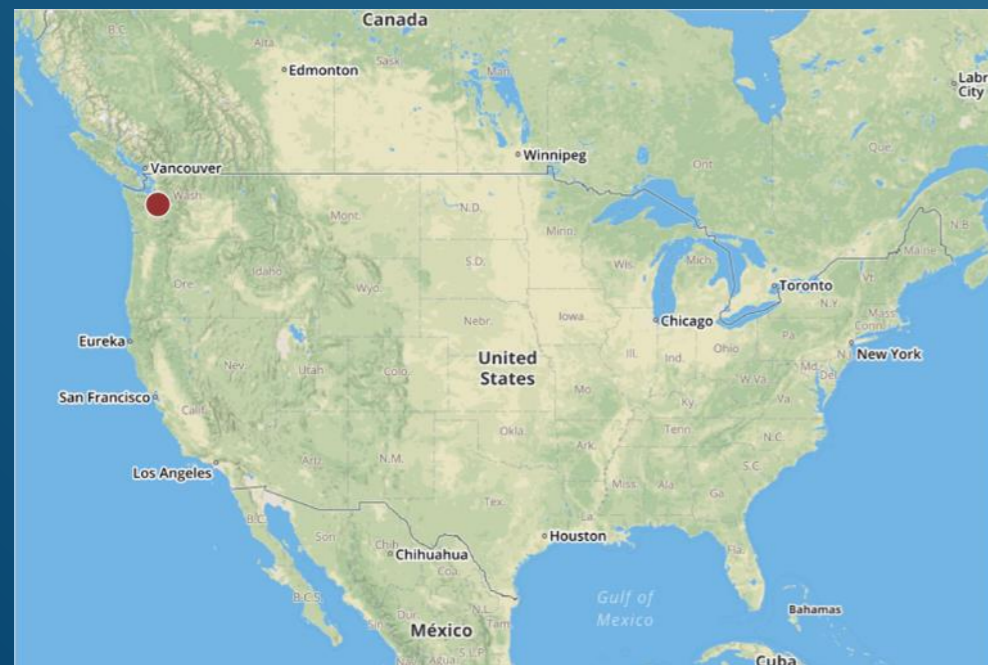 Canada
B.C.
Alta.
Sask.
Man.
Edmonton
Labr
City
Winnipeg
Ont.
Que.
Vancouver
Wash.
Mont.
N.D.
Minn.
N.B.
Maine
S.D.
Wis.
Mich.
Vt.
Ore.
Idaho
Wyo.
Toronto
N.Y.
Mass.
Conn.
Nebr.
Iowa
Chicago
Eureka
Nev.
Utah
Colo.
United
States
Ill.
Ind.
Ohio
Pa.
N.J.
New York
Md.
Del.
W.Va.
Va.
San Francisco
Calif.
Mo.
Ky.
Los Angeles
Ariz.
N.M.
Okla.
Ark.
Tenn.
N.C.
S.C.
Miss.
Ala.
Ga.
Tex.
La.
B.C.
Son.
Chih.
Chihuahua
Coa.
Houston
Fla.
B.C.S.
Gulf of
Mexico
Bahamas
Sin.
Dur.
N.L.
Tam.
México
Nay.
Agua.
S.L.P.
Cuba